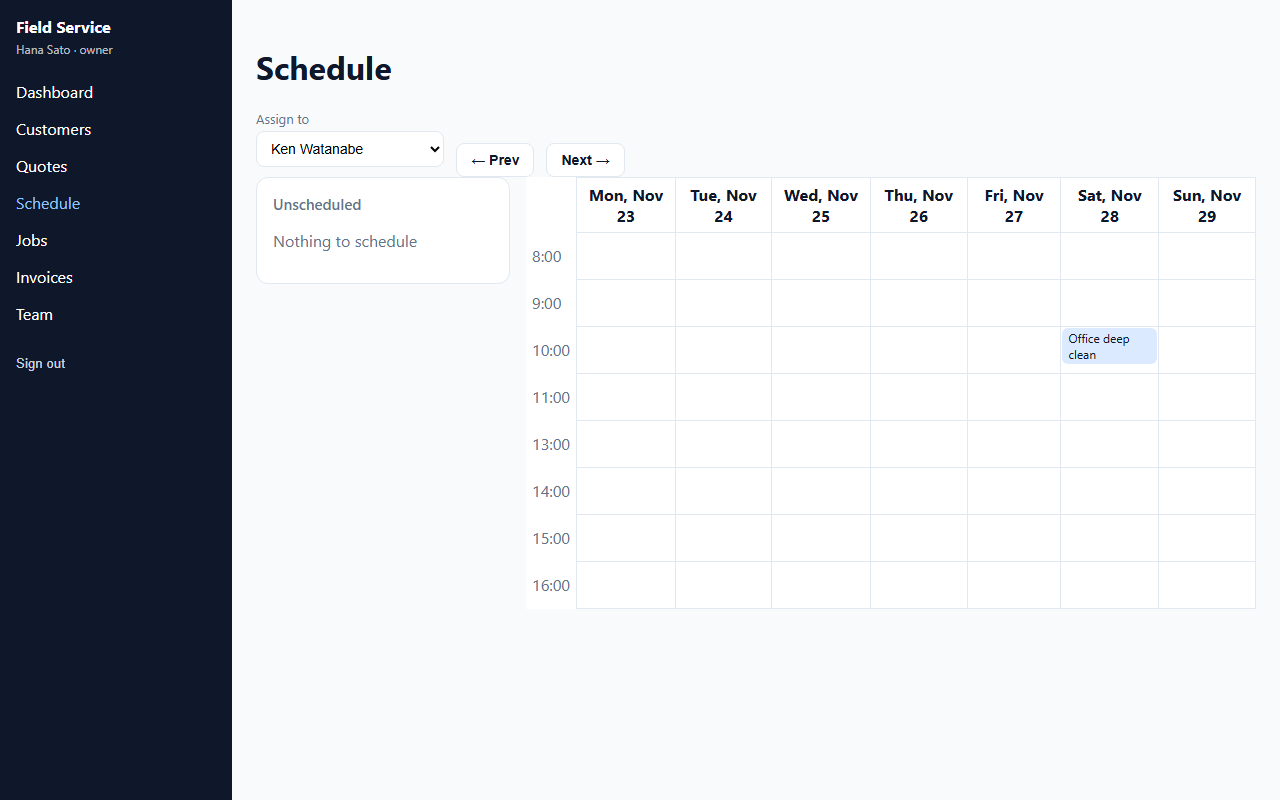 Field Service
Hana Sato · owner
Dashboard
Customers
Quotes
Schedule
Jobs
Invoices
Team
Sign out
Schedule
Assign to
Ken Watanabe
← Prev
Next →
Unscheduled
Nothing to schedule
Mon, Nov 23
Tue, Nov 24
Wed, Nov 25
Thu, Nov 26
Fri, Nov 27
Sat, Nov 28
Sun, Nov 29
8:00
9:00
10:00
Office deep
clean
11:00
13:00
14:00
15:00
16:00